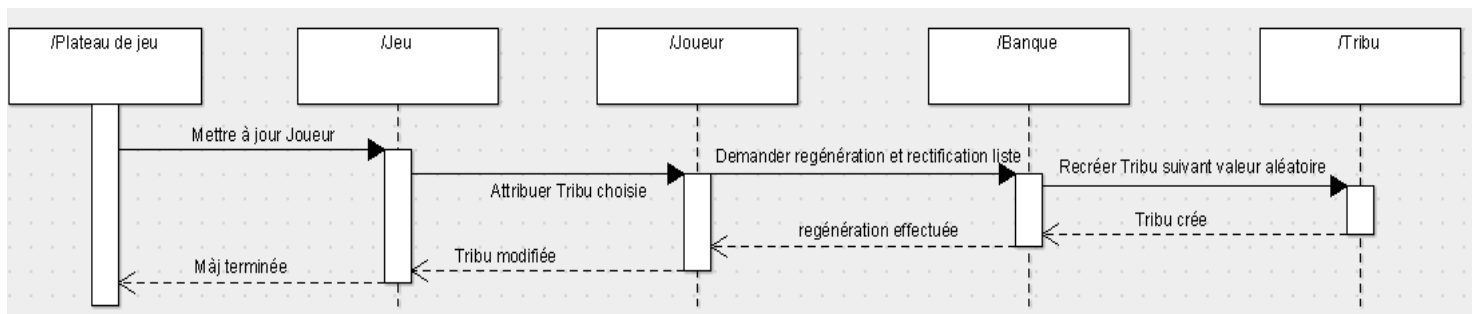 /Plateau de jeu
/Jeu
/Joueur
/Banque
/Tribu
Mettre à jour Joueur
Attribuer Tribu choisie
Demander regénération et rectification liste
Recréer Tribu suivant valeur aléatoire
Tribu crée
regénération effectuée
Tribu modifiée
Màj terminée